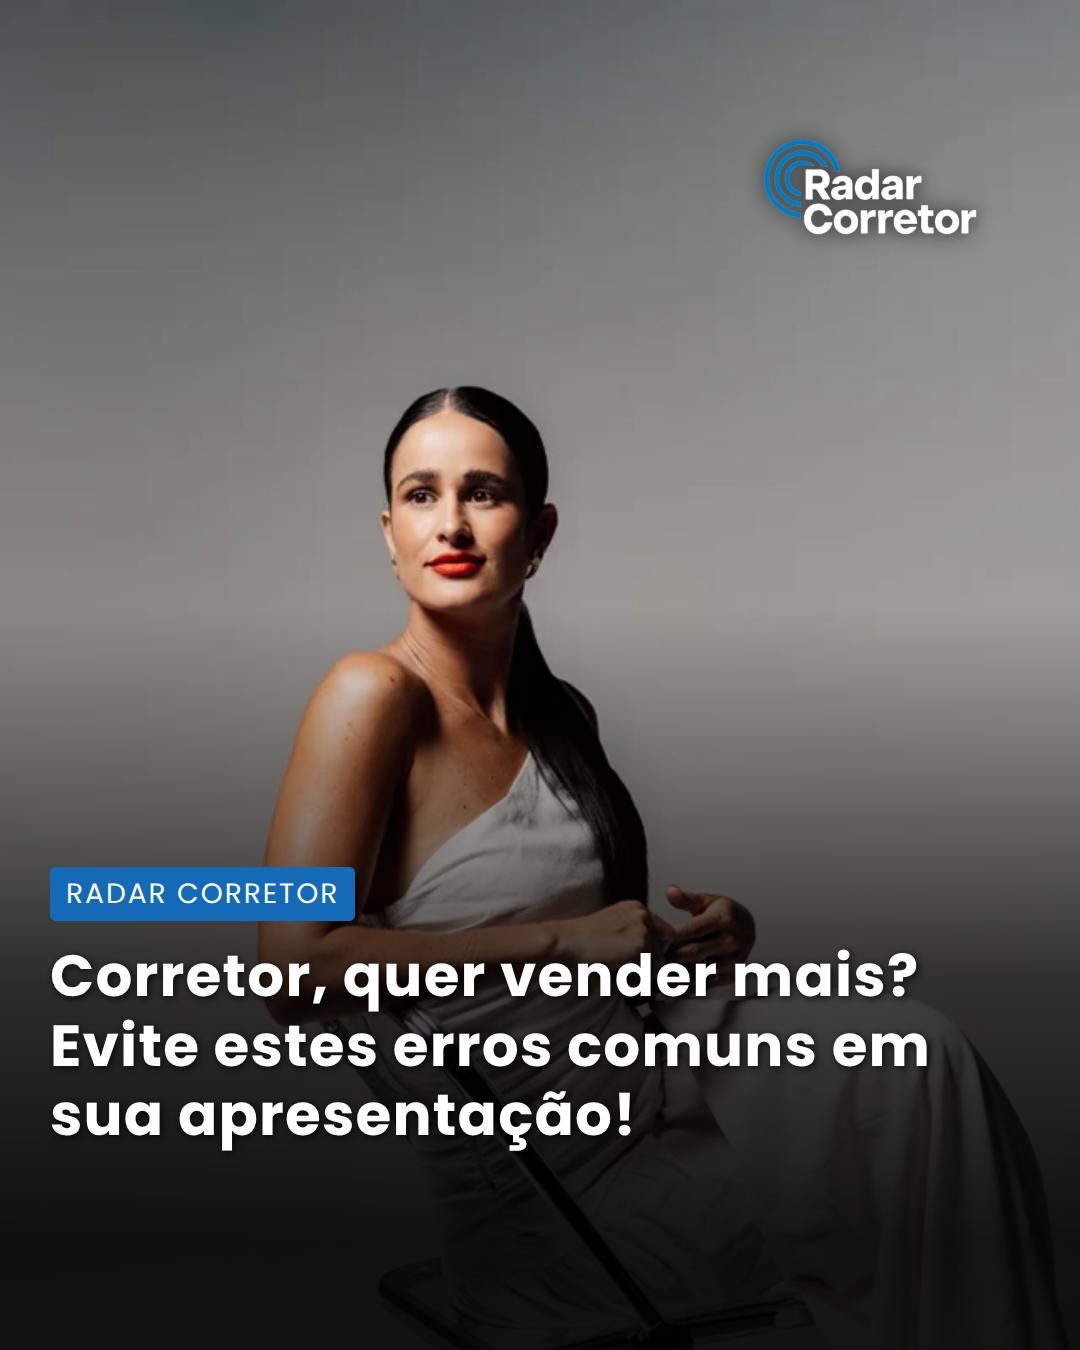 Radar
Corretor
RADAR CORRETOR
Corretor, quer vender mais?
Evite estes erros comuns em
sua apresentação!